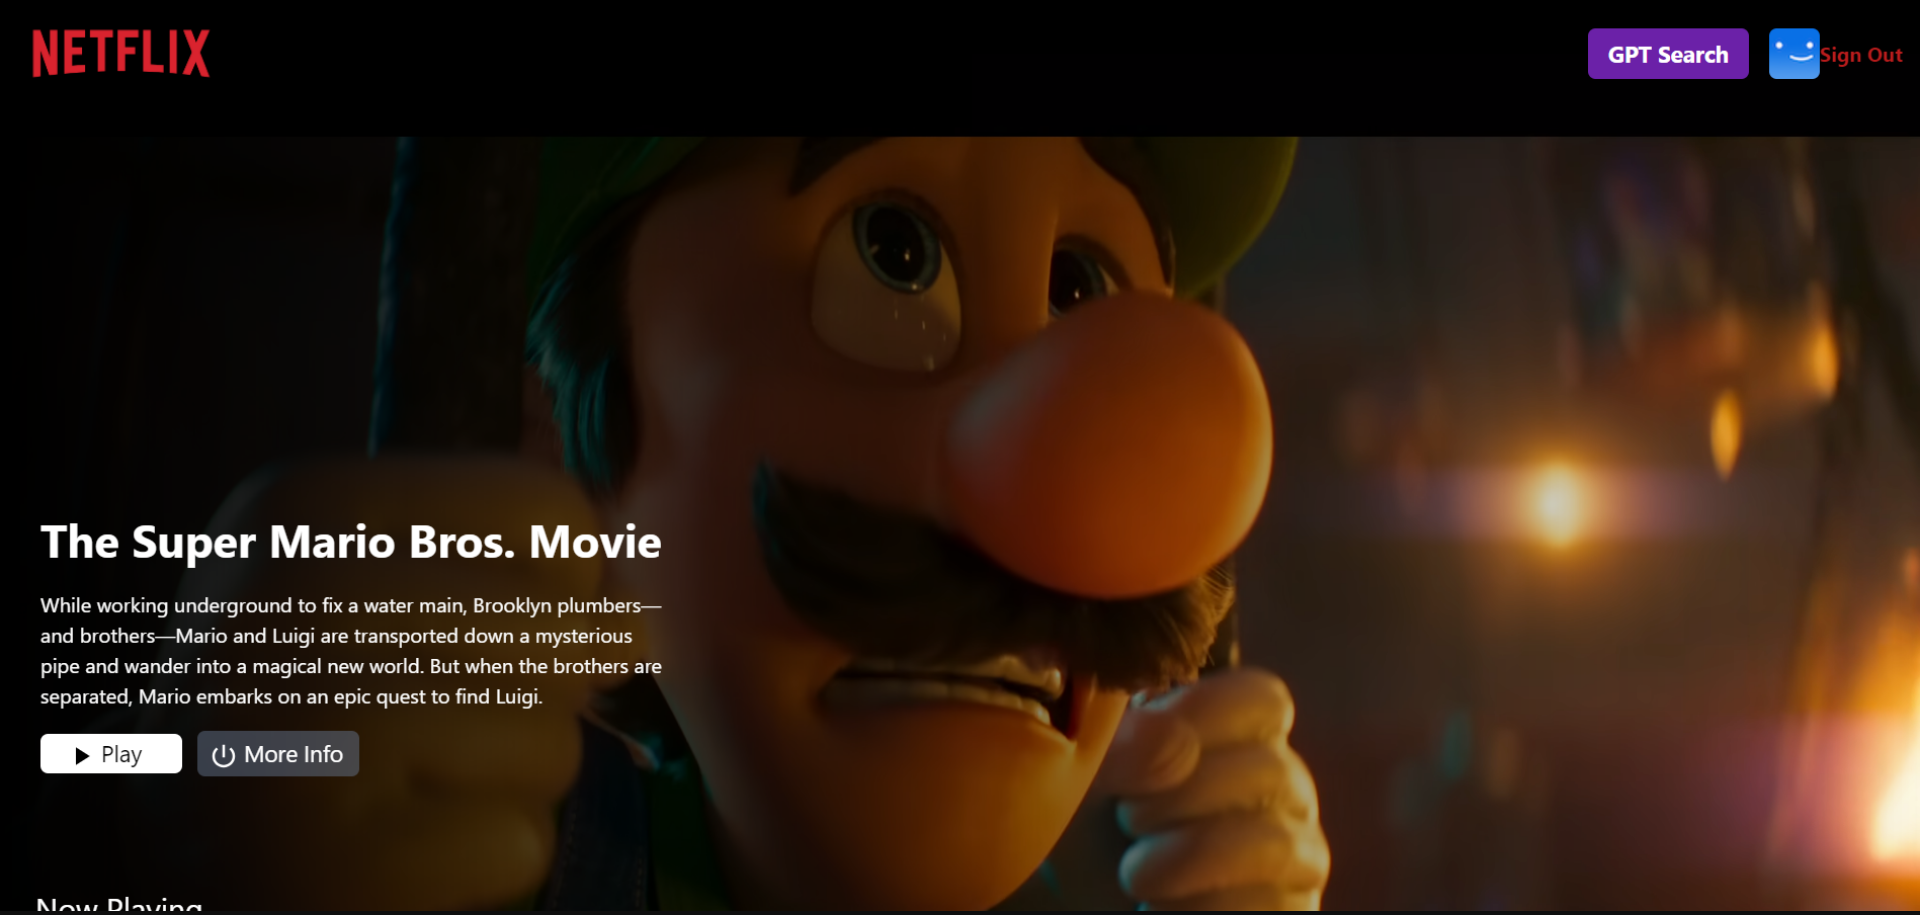 NETFLIX
GPT Search
Sign Out
The Super Mario Bros. Movie
While working underground to fix a water main, Brooklyn plumbers—
and brothers—Mario and Luigi are transported down a mysterious
pipe and wander into a magical new world. But when the brothers are
separated, Mario embarks on an epic quest to find Luigi.
Play
More Info
Now Playing